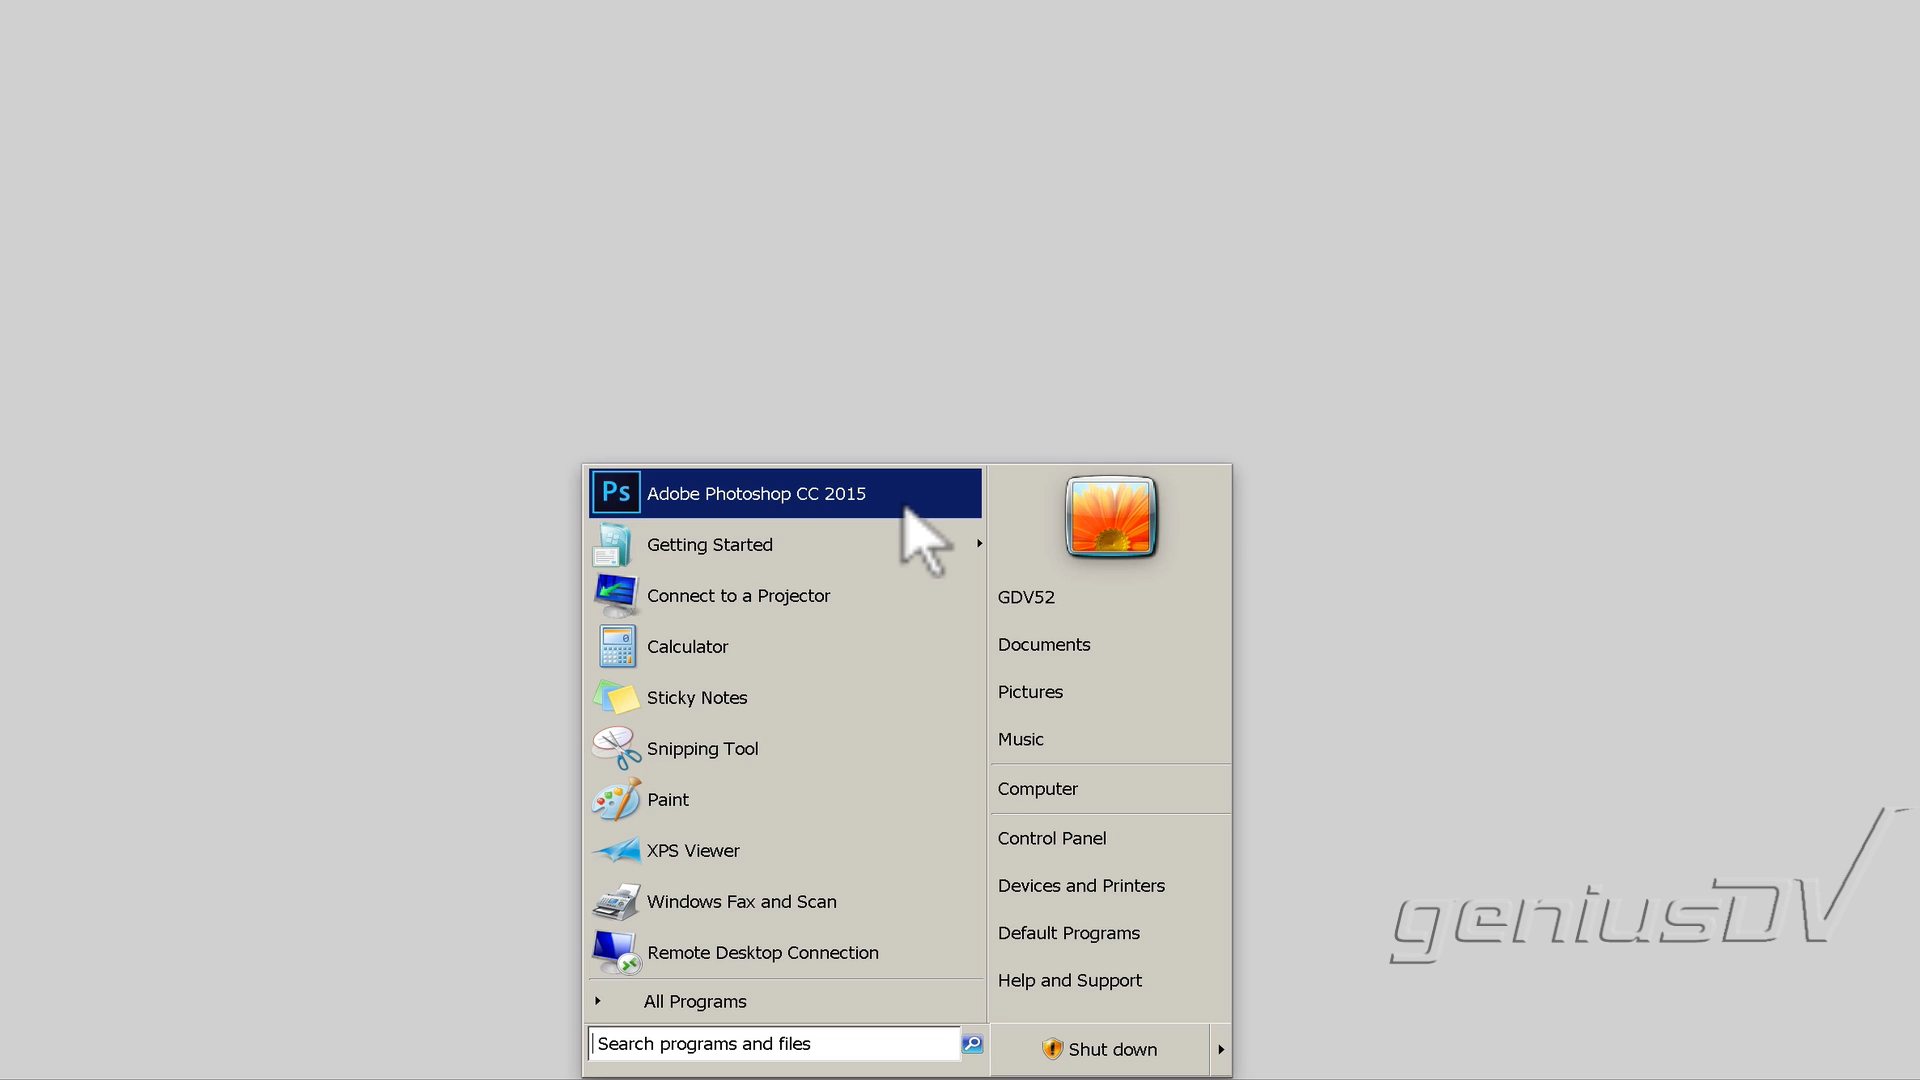 Ps Adobe Photoshop CC 2015
Getting Started
Connect to a Projector
Calculator
Sticky Notes
Snipping Tool
Paint
XPS Viewer
Windows Fax and Scan
Remote Desktop Connection
All Programs
Search programs and files
GDV52
Documents
Pictures
Music
Computer
Control Panel
Devices and Printers
Default Programs
Help and Support
Shut down
geniusDV